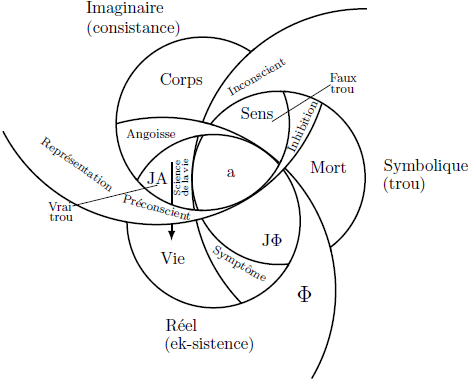 Imaginaire
(consistance)
Corps
Inconscient
Faux
trou
Sens
Inhibition
Angoisse
Représentation
JA
Science
de la vie
a
Mort
Symbolique
(trou)
Vrai
trou
Préconscient
Vie
JΦ
Symptôme
Φ
Réel
(ek-sistence)